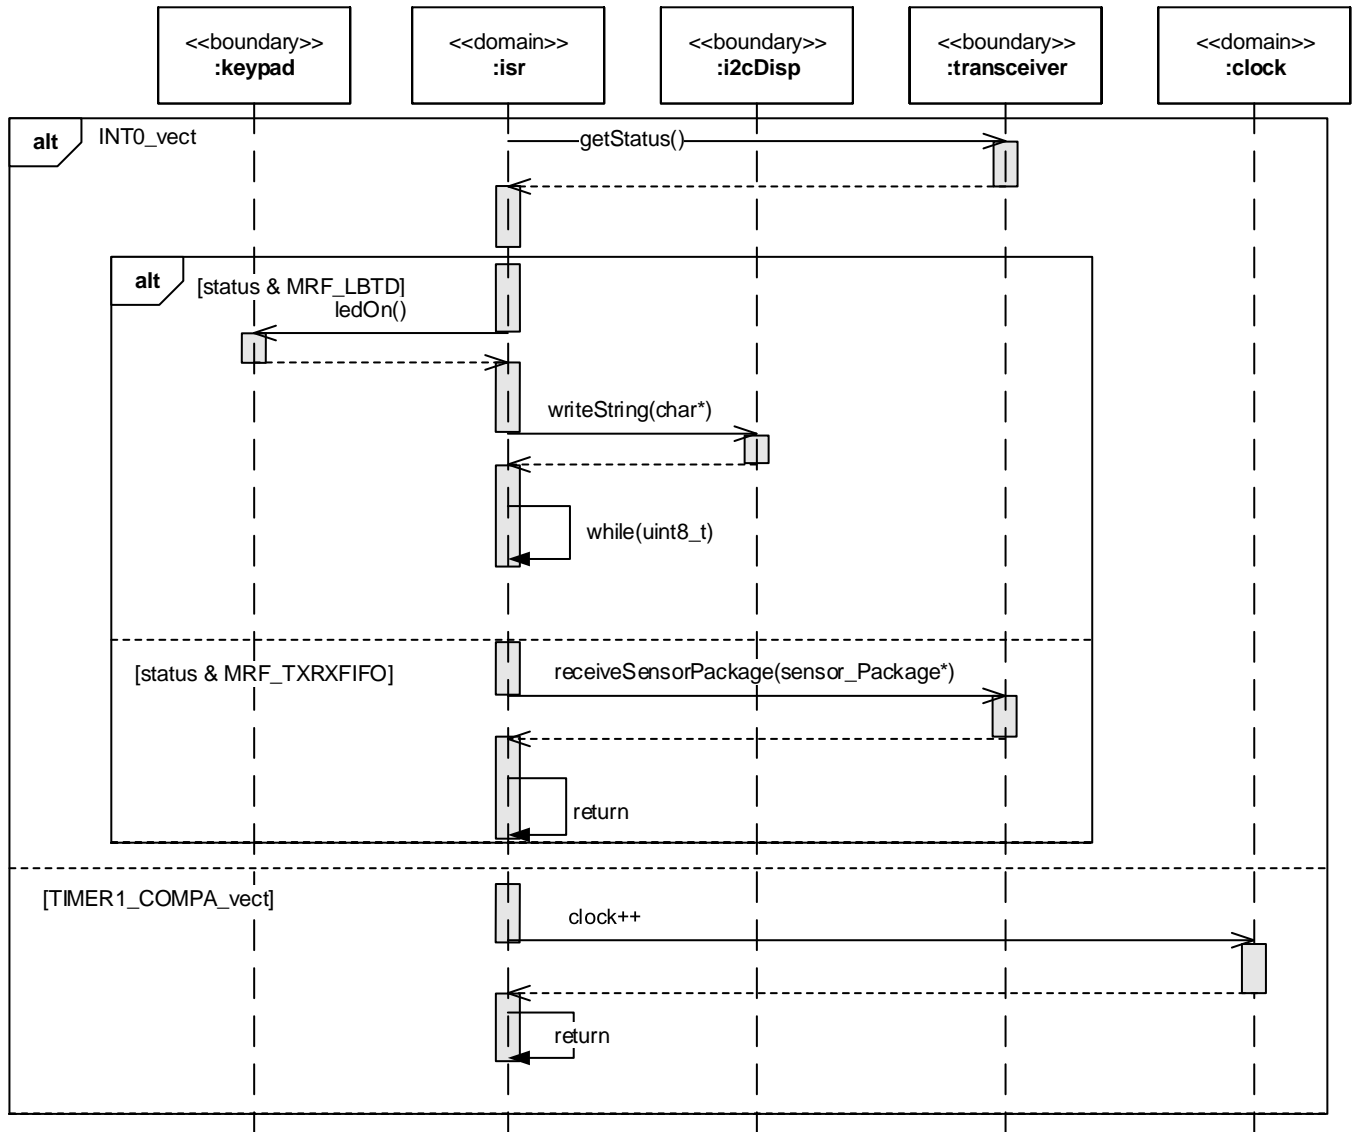 <<boundary>>
:keypad
<<domain>>
:isr
<<boundary>>
:i2cDisp
<<boundary>>
:transceiver
<<domain>>
:clock
alt
INT0_vect
getStatus()
alt
[status & MRF_LBTD]
ledOn()
writeString(char*)
while(uint8_t)
[status & MRF_TXRXFIFO]
receiveSensorPackage(sensor_Package*)
return
[TIMER1_COMPA_vect]
clock++
return